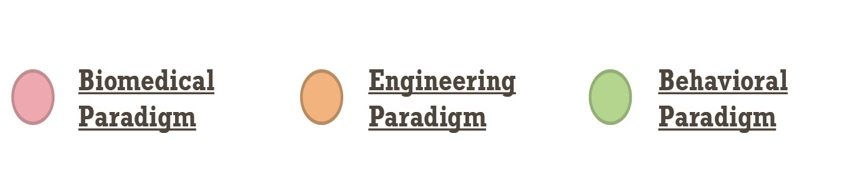 Biomedical
Paradigm
Engineering
Paradigm
Behavioral
Paradigm